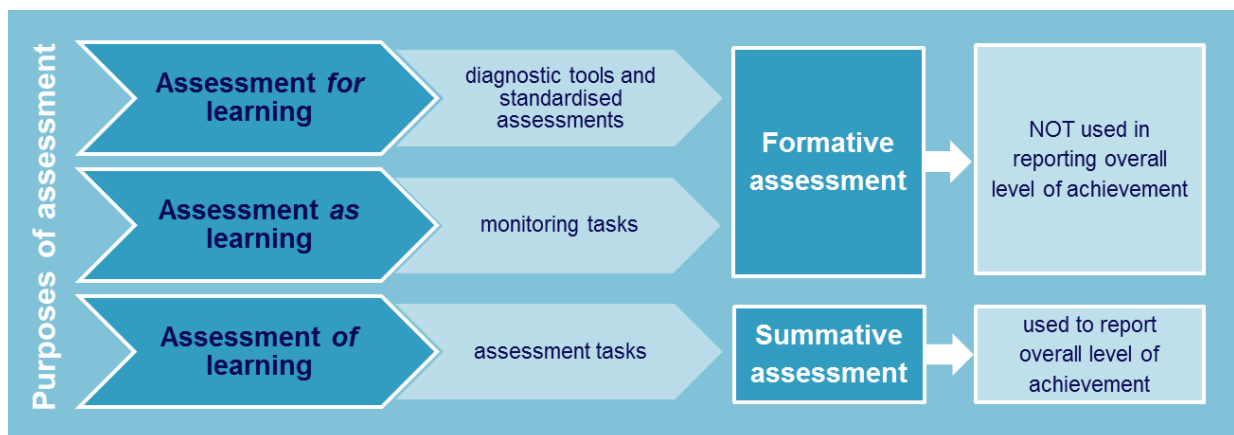 Purposes of assessment
Assessment for
learning
diagnostic tools and
standardised
assessments
Assessment as
learning
monitoring tasks
Formative
assessment
NOT used in
reporting overall
level of achievement
Assessment of
learning
assessment tasks
Summative
assessment
used to report
overall level of
achievement